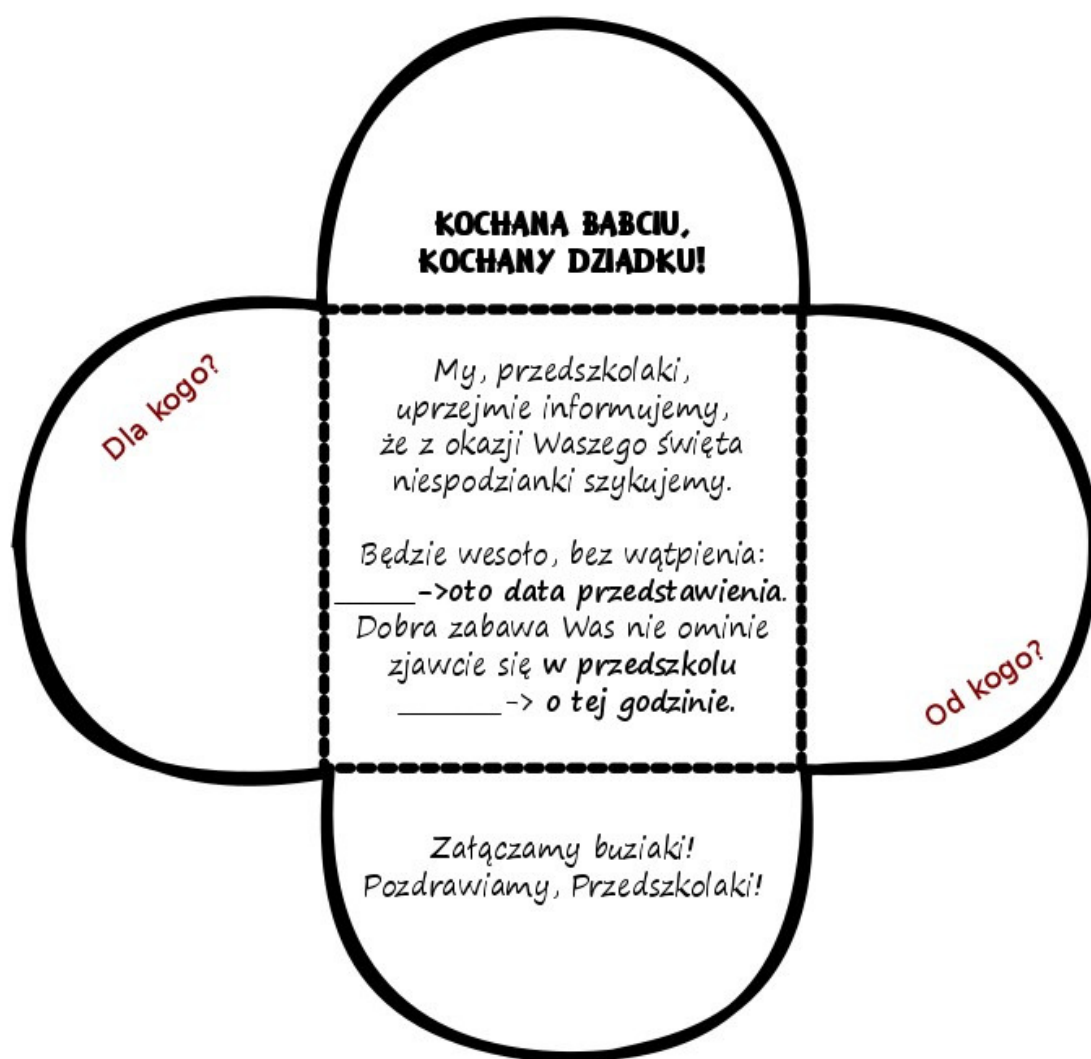 KOCHANA BABCIU,
KOCHANY DZIADKU!
Dla kogo?
My, przedszkolaki,
uprzejmie informujemy,
że z okazji Waszego święta
niespodzianki szykujemy.
Będzie wesoło, bez wątpienia:
______->oto data przedstawienia.
Dobra zabawa Was nie ominie
zjawcie się w przedszkolu
________-> o tej godzinie.
Od kogo?
Załączamy buziaki!
Pozdrawiamy, Przedszkolaki!